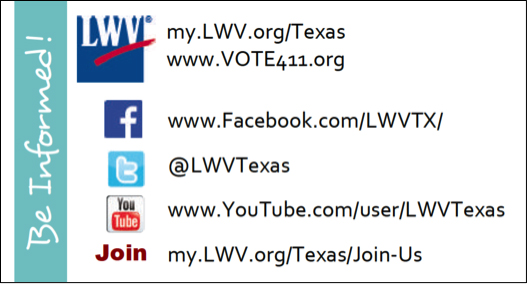 Be Informed!
LWV
my.LWV.org/Texas
www.VOTE411.org
f
www.Facebook.com/LWVTX/
t
@LWVTexas
You
Tube
www.YouTube.com/user/LWVTexas
Join
my.LWV.org/Texas/Join-Us